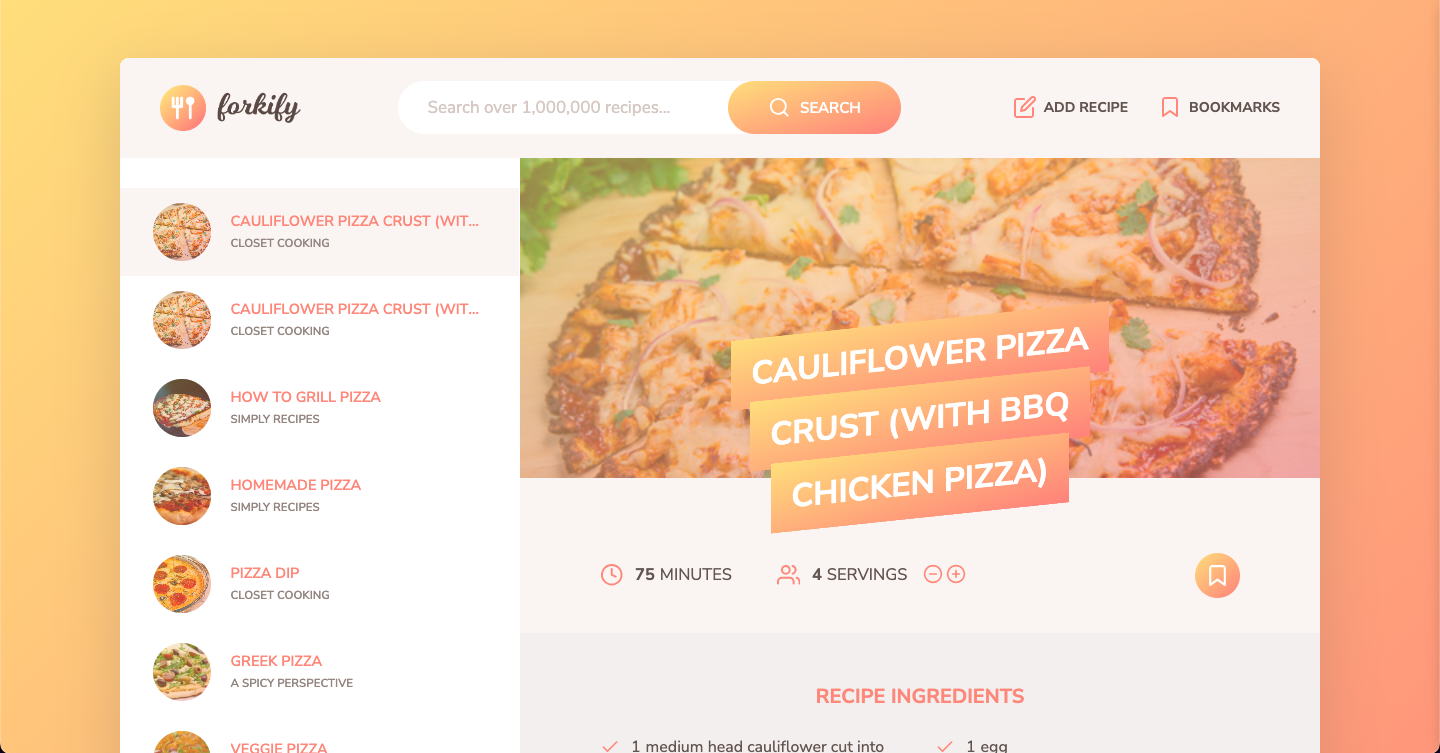 forkify
Search over 1,000,000 recipes...
SEARCH
ADD RECIPE
BOOKMARKS
CAULIFLOWER PIZZA CRUST (WIT...
CLOSET COOKING
CAULIFLOWER PIZZA CRUST (WIT...
CLOSET COOKING
HOW TO GRILL PIZZA
SIMPLY RECIPES
HOMEMADE PIZZA
SIMPLY RECIPES
PIZZA DIP
CLOSET COOKING
GREEK PIZZA
A SPICY PERSPECTIVE
VEGGIE PIZZA
CAULIFLOWER PIZZA
CRUST (WITH BBQ
CHICKEN PIZZA)
75 MINUTES
4 SERVINGS
RECIPE INGREDIENTS
1 medium head cauliflower cut into
1 egg